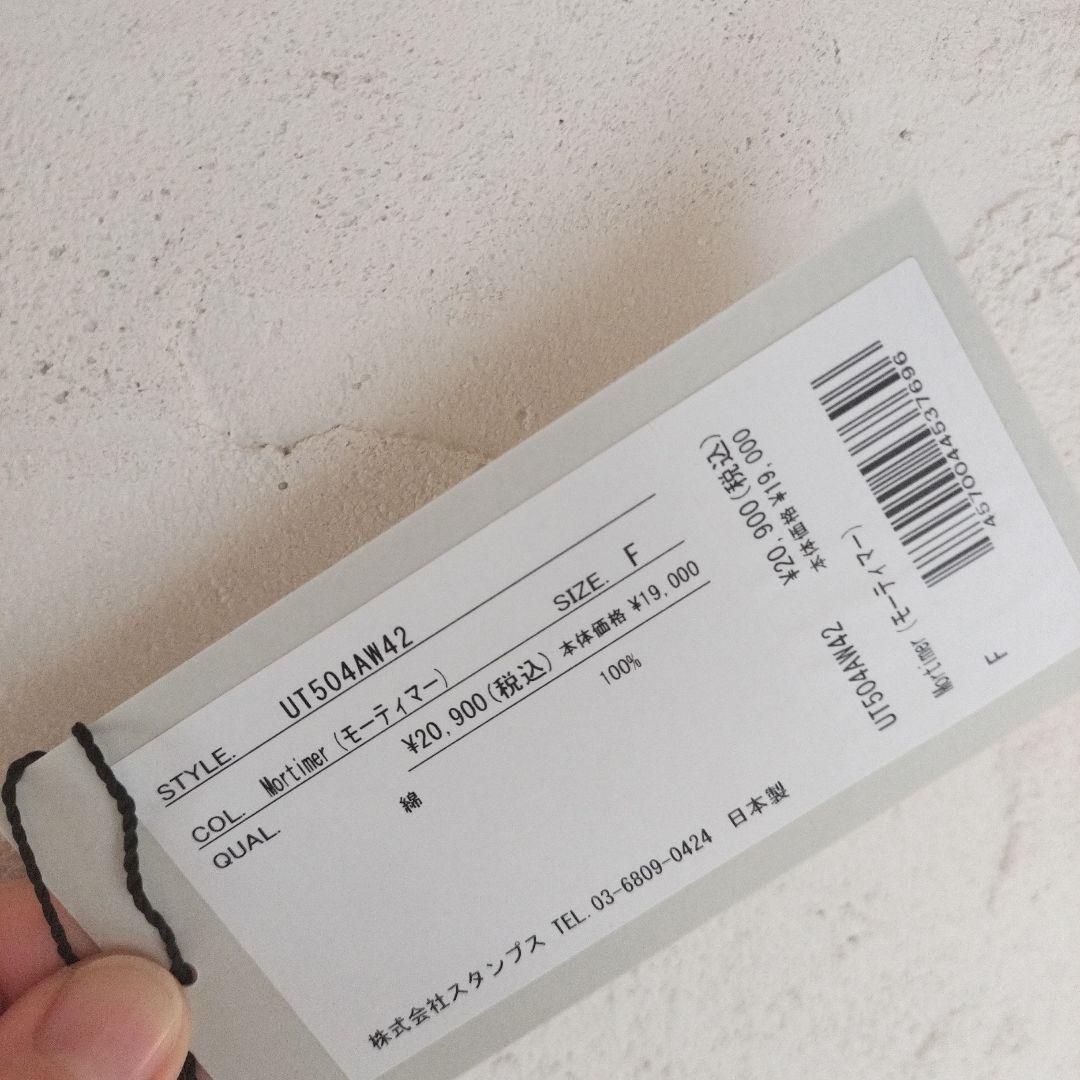 STYLE. UT504AW42
COL. Mortimer(モーティマー) SIZE. F
¥20,900(税込) 本体価格 ¥19,000
QUAL.
綿 100%
株式会社スタンプス TEL.03-6809-0424 日本製
¥20,900(税込)
本体価格 ¥19,000
4570044537696
UT504AW42
Mortimer(モーティマー)
F